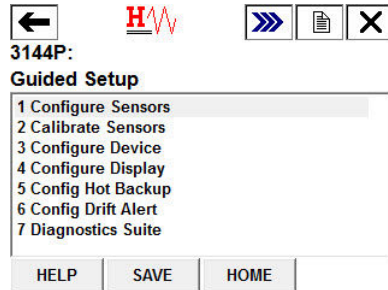 H
3144P:
Guided Setup
1 Configure Sensors
2 Calibrate Sensors
3 Configure Device
4 Configure Display
5 Config Hot Backup
6 Config Drift Alert
7 Diagnostics Suite
HELP SAVE HOME